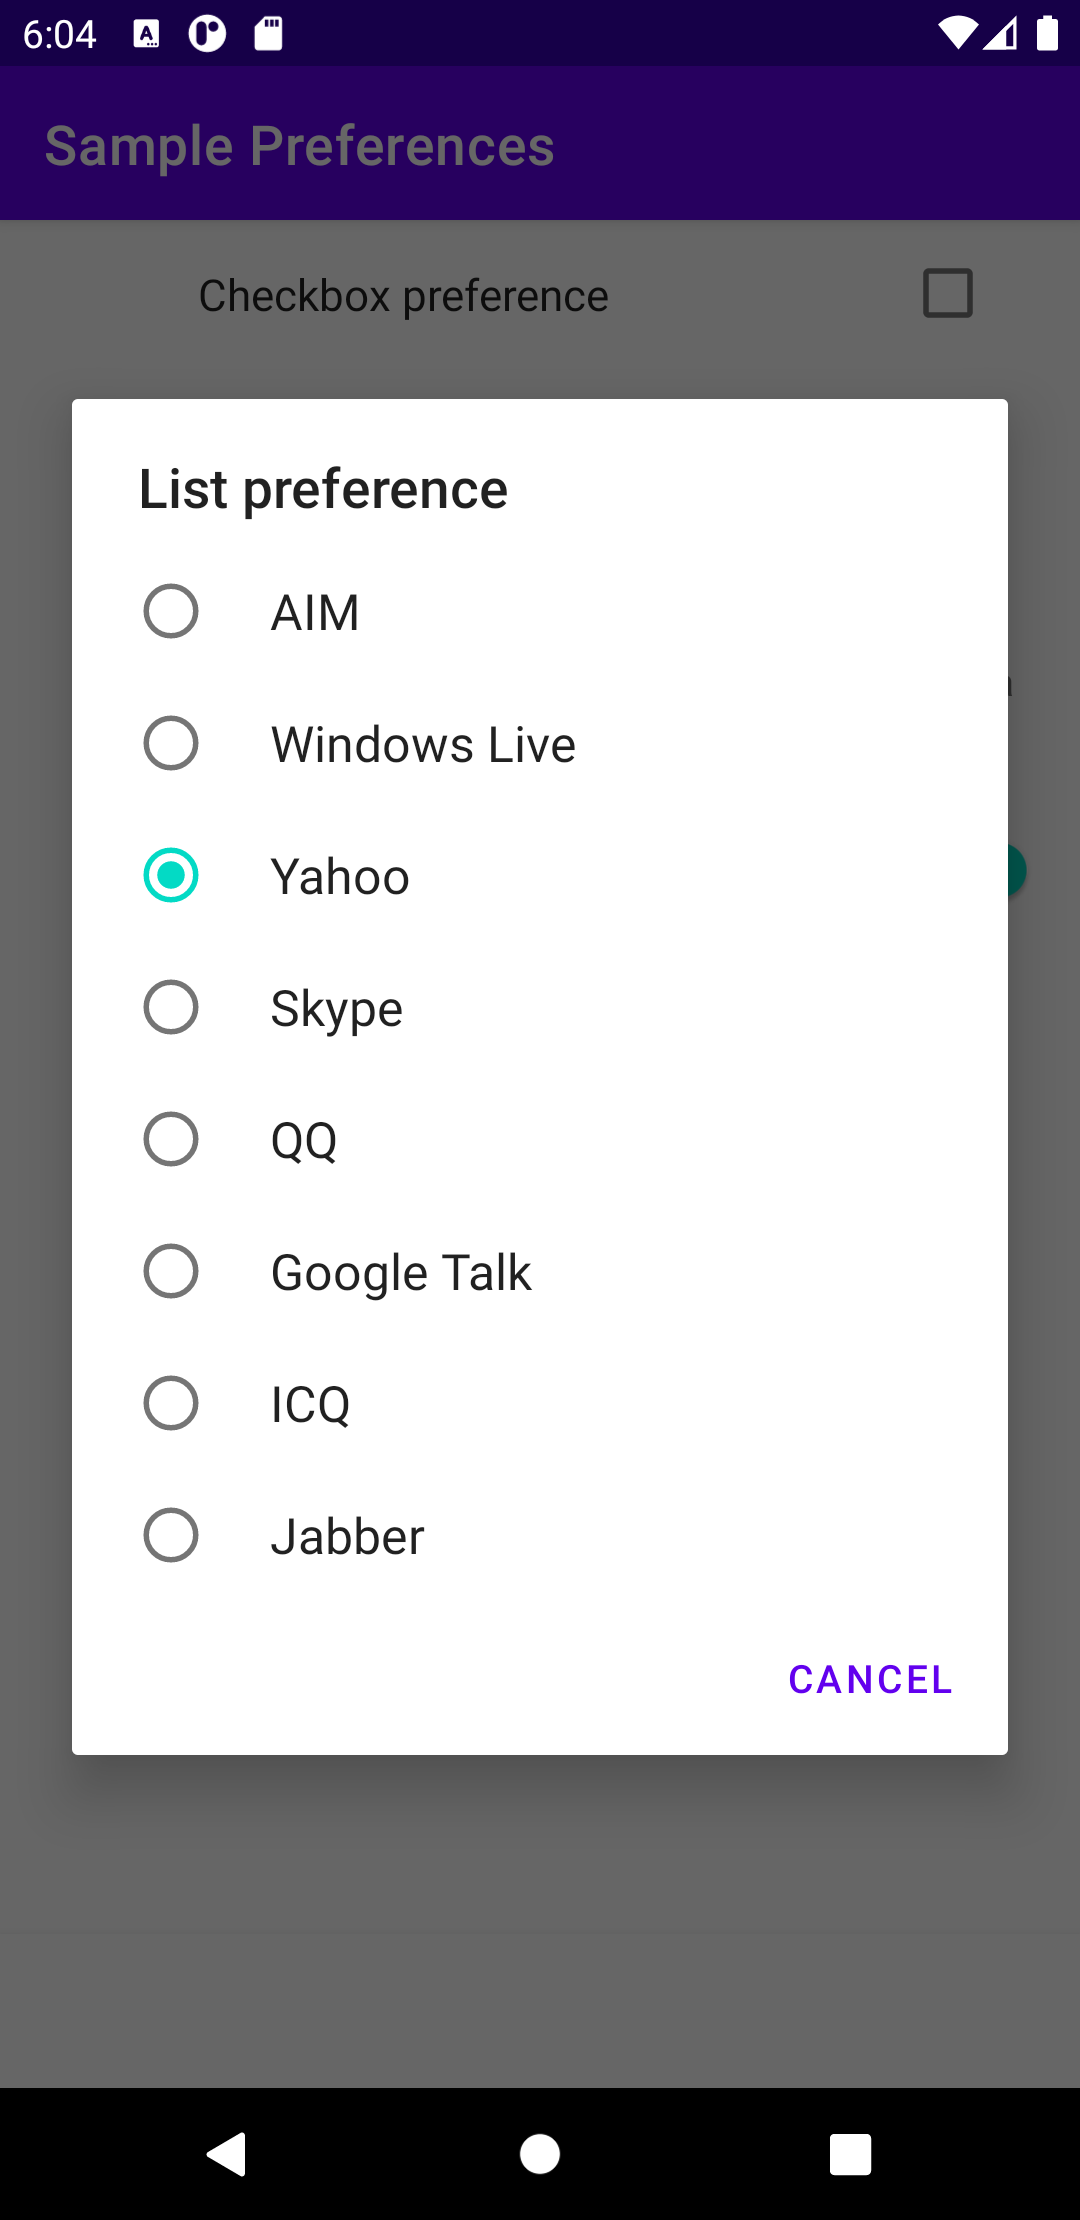 6:04
Sample Preferences
Checkbox preference
List preference
AIM
Windows Live
Yahoo
Skype
QQ
Google Talk
ICQ
Jabber
CANCEL